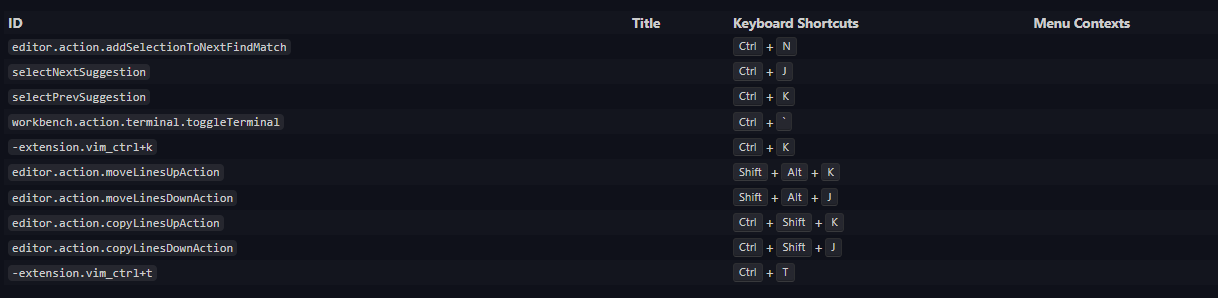 ID Title Keyboard Shortcuts Menu Contexts
editor.action.addSelectionToNextFindMatch Ctrl + N
selectNextSuggestion Ctrl + J
selectPrevSuggestion Ctrl + K
workbench.action.terminal.toggleTerminal Ctrl + `
-extension.vim_ctrl+k Ctrl + K
editor.action.moveLinesUpAction Shift + Alt + K
editor.action.moveLinesDownAction Shift + Alt + J
editor.action.copyLinesUpAction Ctrl + Shift + K
editor.action.copyLinesDownAction Ctrl + Shift + J
-extension.vim_ctrl+t Ctrl + T